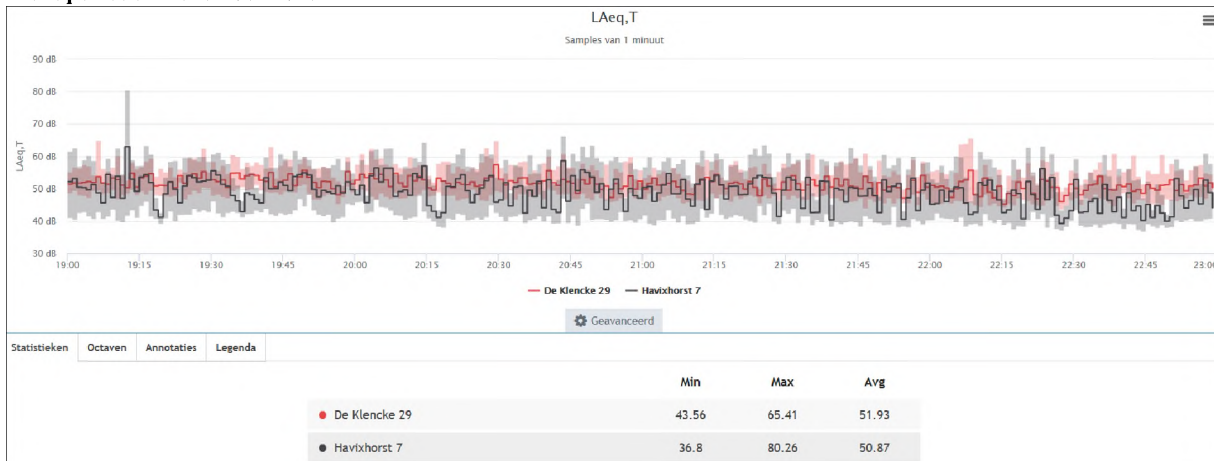 LAeq,T
Samples van 1 minuut
90 dB
80 dB
70 dB
60 dB
50 dB
40 dB
30 dB
LAeq,T
19:00 19:15 19:30 19:45 20:00 20:15 20:30 20:45 21:00 21:15 21:30 21:45 22:00 22:15 22:30 22:45 23:00
De Klencke 29 Havixhorst 7
Geavanceerd
Statistieken Octaven Annotaties Legenda
Min Max Avg
De Klencke 29 43.56 65.41 51.93
Havixhorst 7 36.8 80.26 50.87